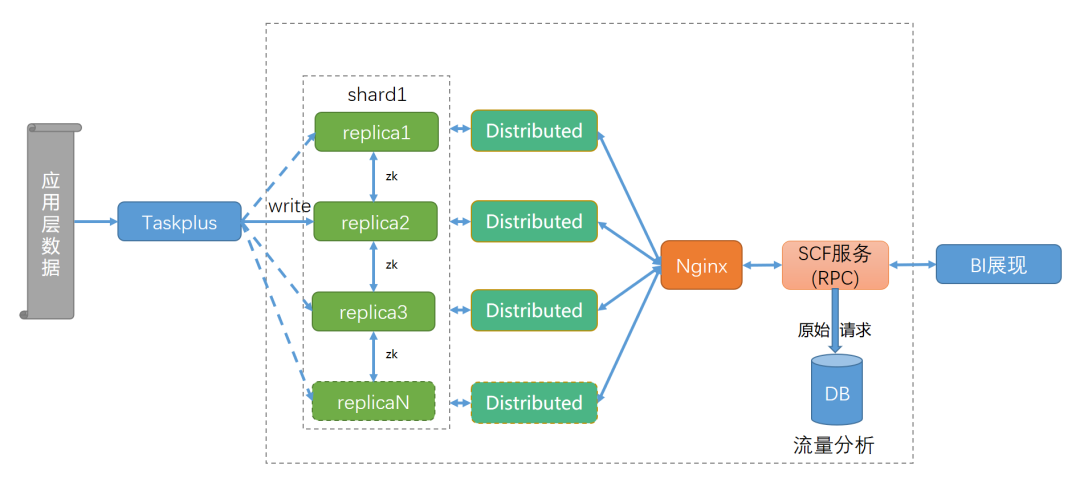 应用层数据
Taskplus
write
shard1
replica1
zk
replica2
zk
replica3
zk
replicaN
Distributed
Distributed
Distributed
Distributed
Nginx
SCF服务
(RPC)
BI展现
原始 请求
DB
流量分析